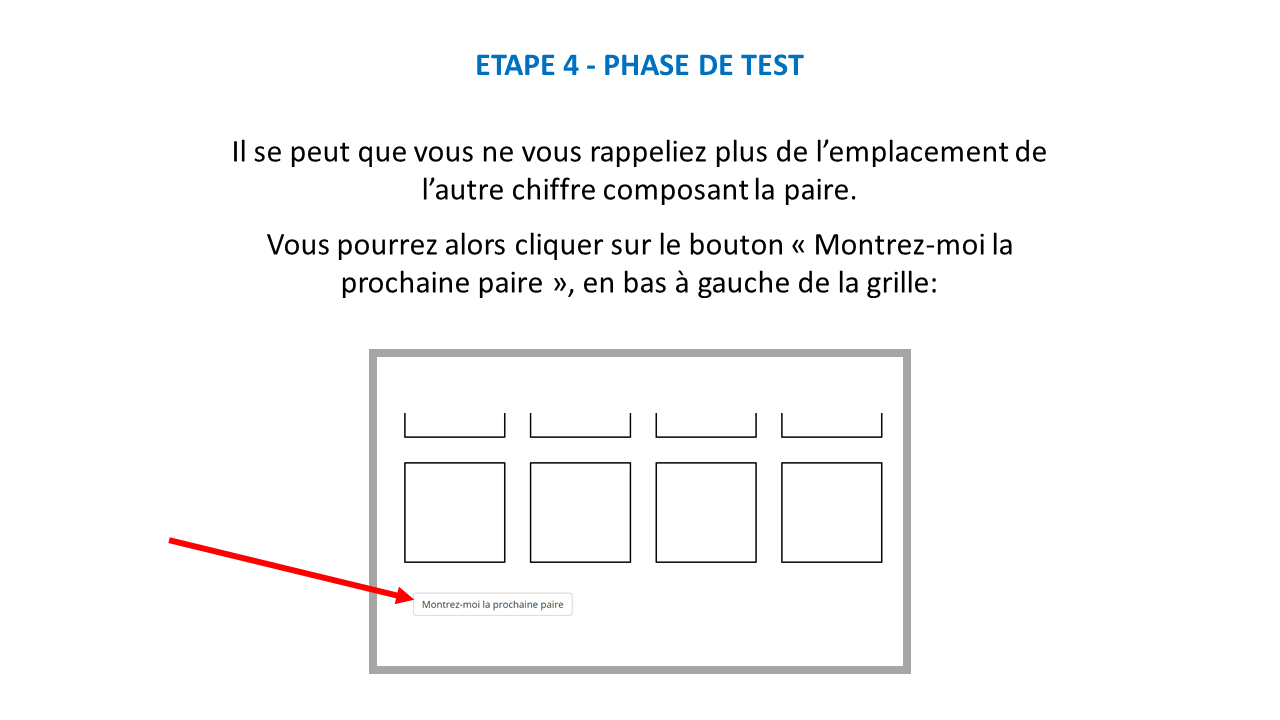 ETAPE 4 - PHASE DE TEST
Il se peut que vous ne vous rappeliez plus de l’emplacement de
l’autre chiffre composant la paire.
Vous pourrez alors cliquer sur le bouton « Montrez-moi la
prochaine paire », en bas à gauche de la grille:
Montrez-moi la prochaine paire